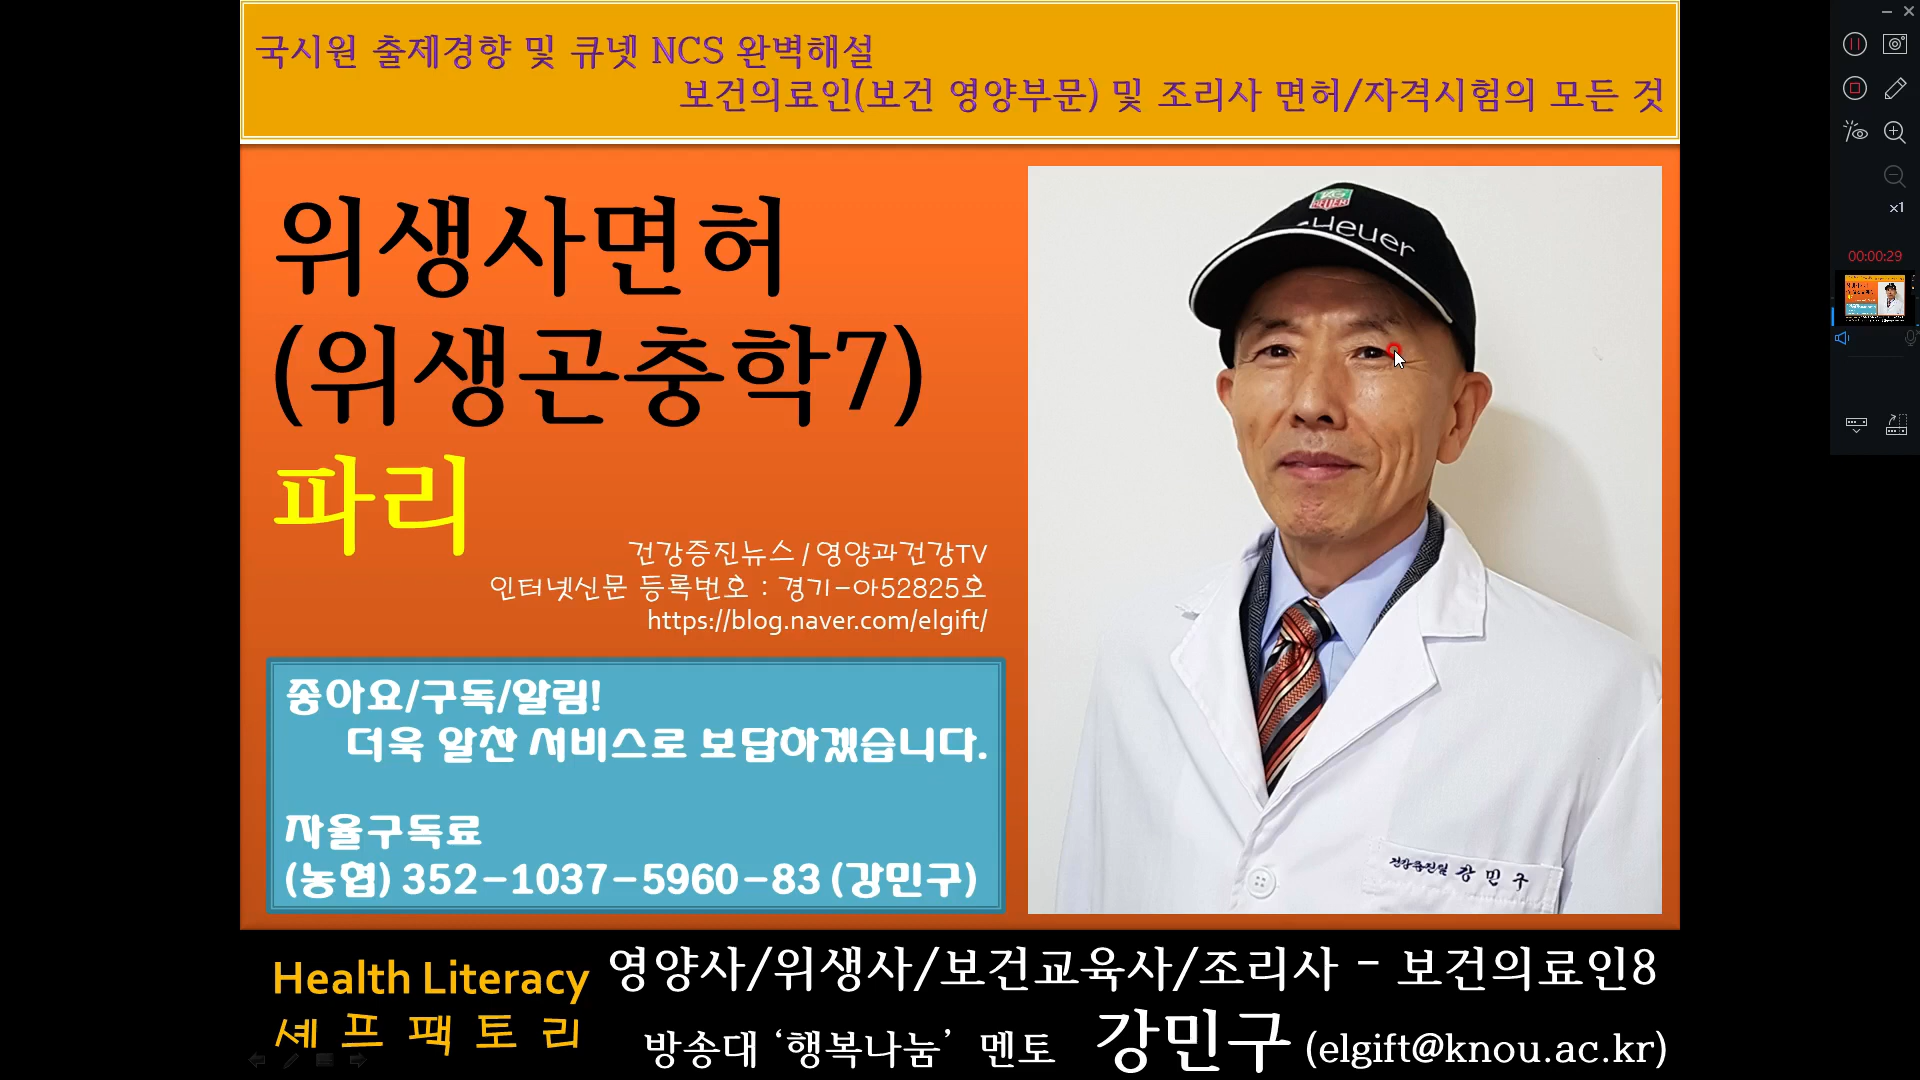 국시원 출제경향 및 큐넷 NCS 완벽해설
보건의료인(보건 영양부문) 및 조리사 면허/자격시험의 모든 것
위생사면허
(위생곤충학7)
파리
건강증진뉴스 / 영양과건강TV
인터넷신문 등록번호 : 경기-아52825호
https://blog.naver.com/elgift/
좋아요/구독/알림!
더욱 알찬 서비스로 보답하겠습니다.
자율구독료
(농협) 352-1037-5960-83 (강민구)
건강증진일 강 민 구
Health Literacy
셰 프 팩 토 리
영양사/위생사/보건교육사/조리사 - 보건의료인8
방송대 ‘행복나눔’ 멘토 강민구 (elgift@knou.ac.kr)
x1
00:00:29